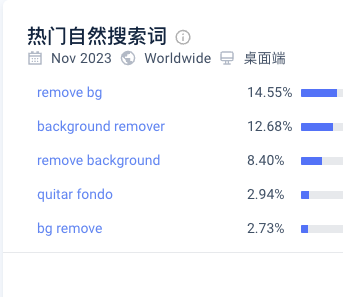 热门自然搜索词
Nov 2023 Worldwide 桌面端
remove bg 14.55%
background remover 12.68%
remove background 8.40%
quitar fondo 2.94%
bg remove 2.73%